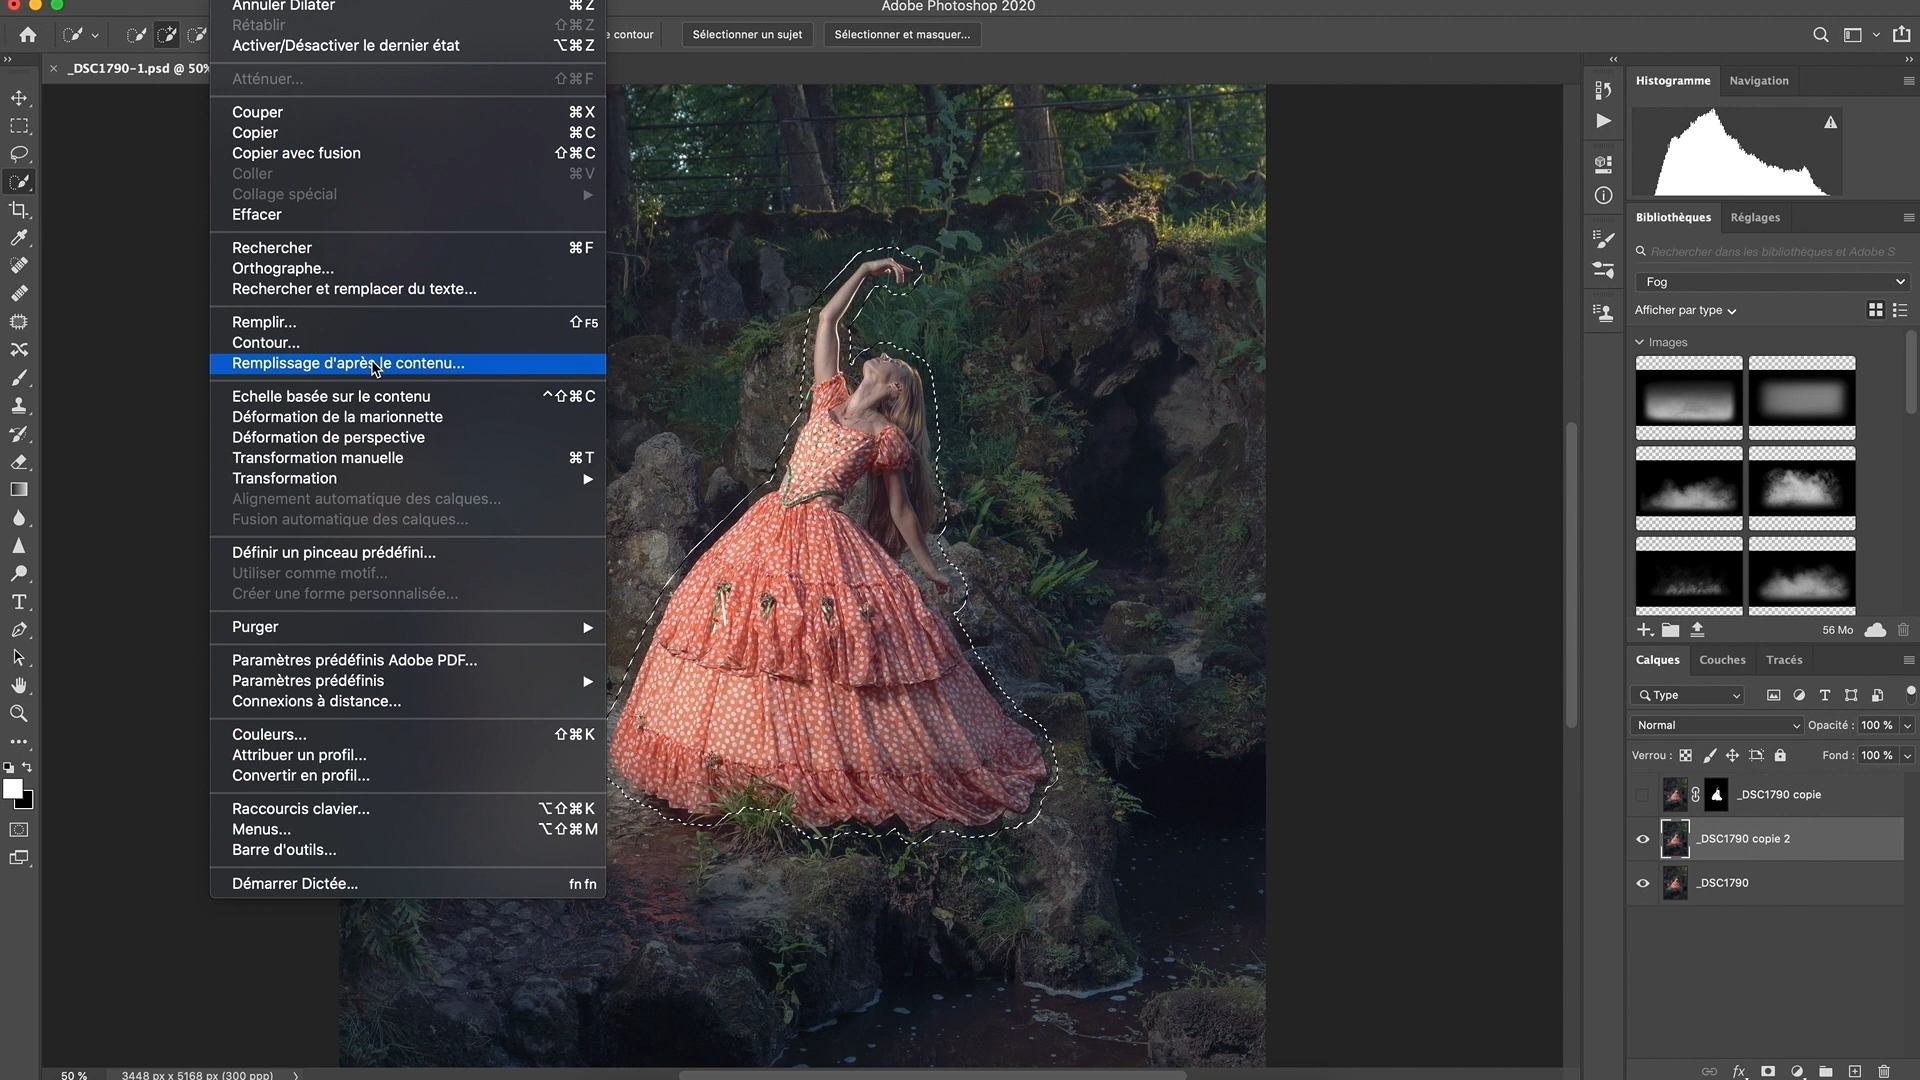 Adobe Photoshop 2020
Annuler Dilater ⌘Z
Rétablir ⇧⌘Z
Activer/Désactiver le dernier état ⌥⌘Z
Atténuer... ⇧⌘F
Couper ⌘X
Copier ⌘C
Copier avec fusion ⇧⌘C
Coller ⌘V
Collage spécial
Effacer
Rechercher ⌘F
Orthographe...
Rechercher et remplacer du texte...
Remplir... ⇧F5
Contour...
Remplissage d'après le contenu...
Echelle basée sur le contenu ^⇧⌘C
Déformation de la marionnette
Déformation de perspective
Transformation manuelle ⌘T
Transformation
Alignement automatique des calques...
Fusion automatique des calques...
Définir un pinceau prédéfini...
Utiliser comme motif...
Créer une forme personnalisée...
Purger
Paramètres prédéfinis Adobe PDF...
Paramètres prédéfinis
Connexions à distance...
Couleurs... ⇧⌘K
Attribuer un profil...
Convertir en profil...
Raccourcis clavier... ⌥⇧⌘K
Menus... ⌥⇧⌘M
Barre d'outils...
Démarrer Dictée... fn fn
e contour
Sélectionner un sujet
Sélectionner et masquer...
_DSC1790-1.psd @ 50%
Histogramme Navigation
Bibliothèques Réglages
Rechercher dans les bibliothèques et Adobe S
Fog
Afficher par type
Images
56 Mo
Calques Couches Tracés
Type
Normal Opacité : 100 %
Verrou : Fond : 100 %
_DSC1790 copie
_DSC1790 copie 2
_DSC1790
50 % 3448 px x 5168 px (300 ppp)